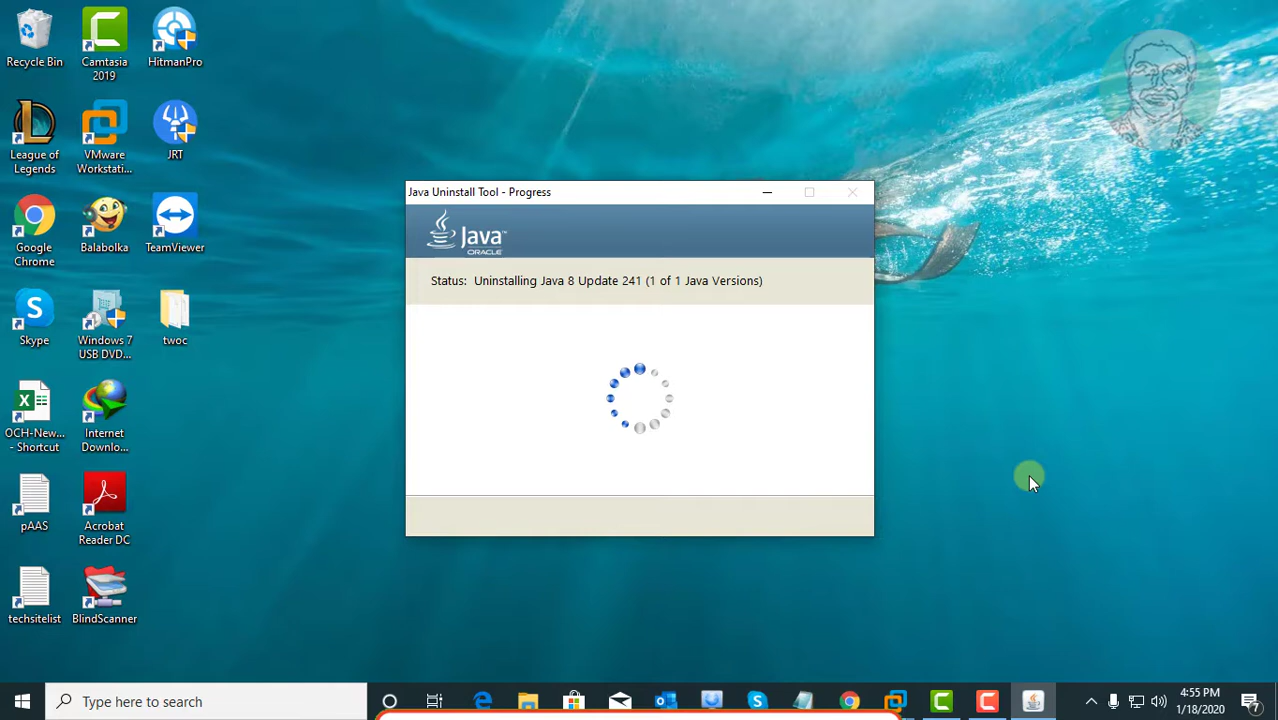 Recycle Bin
Camtasia
2019
HitmanPro
League of
Legends
VMware
Workstati...
JRT
Google
Chrome
Balabolka
TeamViewer
Skype
Windows 7
USB DVD...
twoc
OCH-New...
- Shortcut
Internet
Downlo...
pAAS
Acrobat
Reader DC
techsitelist
BlindScanner
Java Uninstall Tool - Progress
Java™
ORACLE
Status: Uninstalling Java 8 Update 241 (1 of 1 Java Versions)
Type here to search
4:55 PM
1/18/2020
7